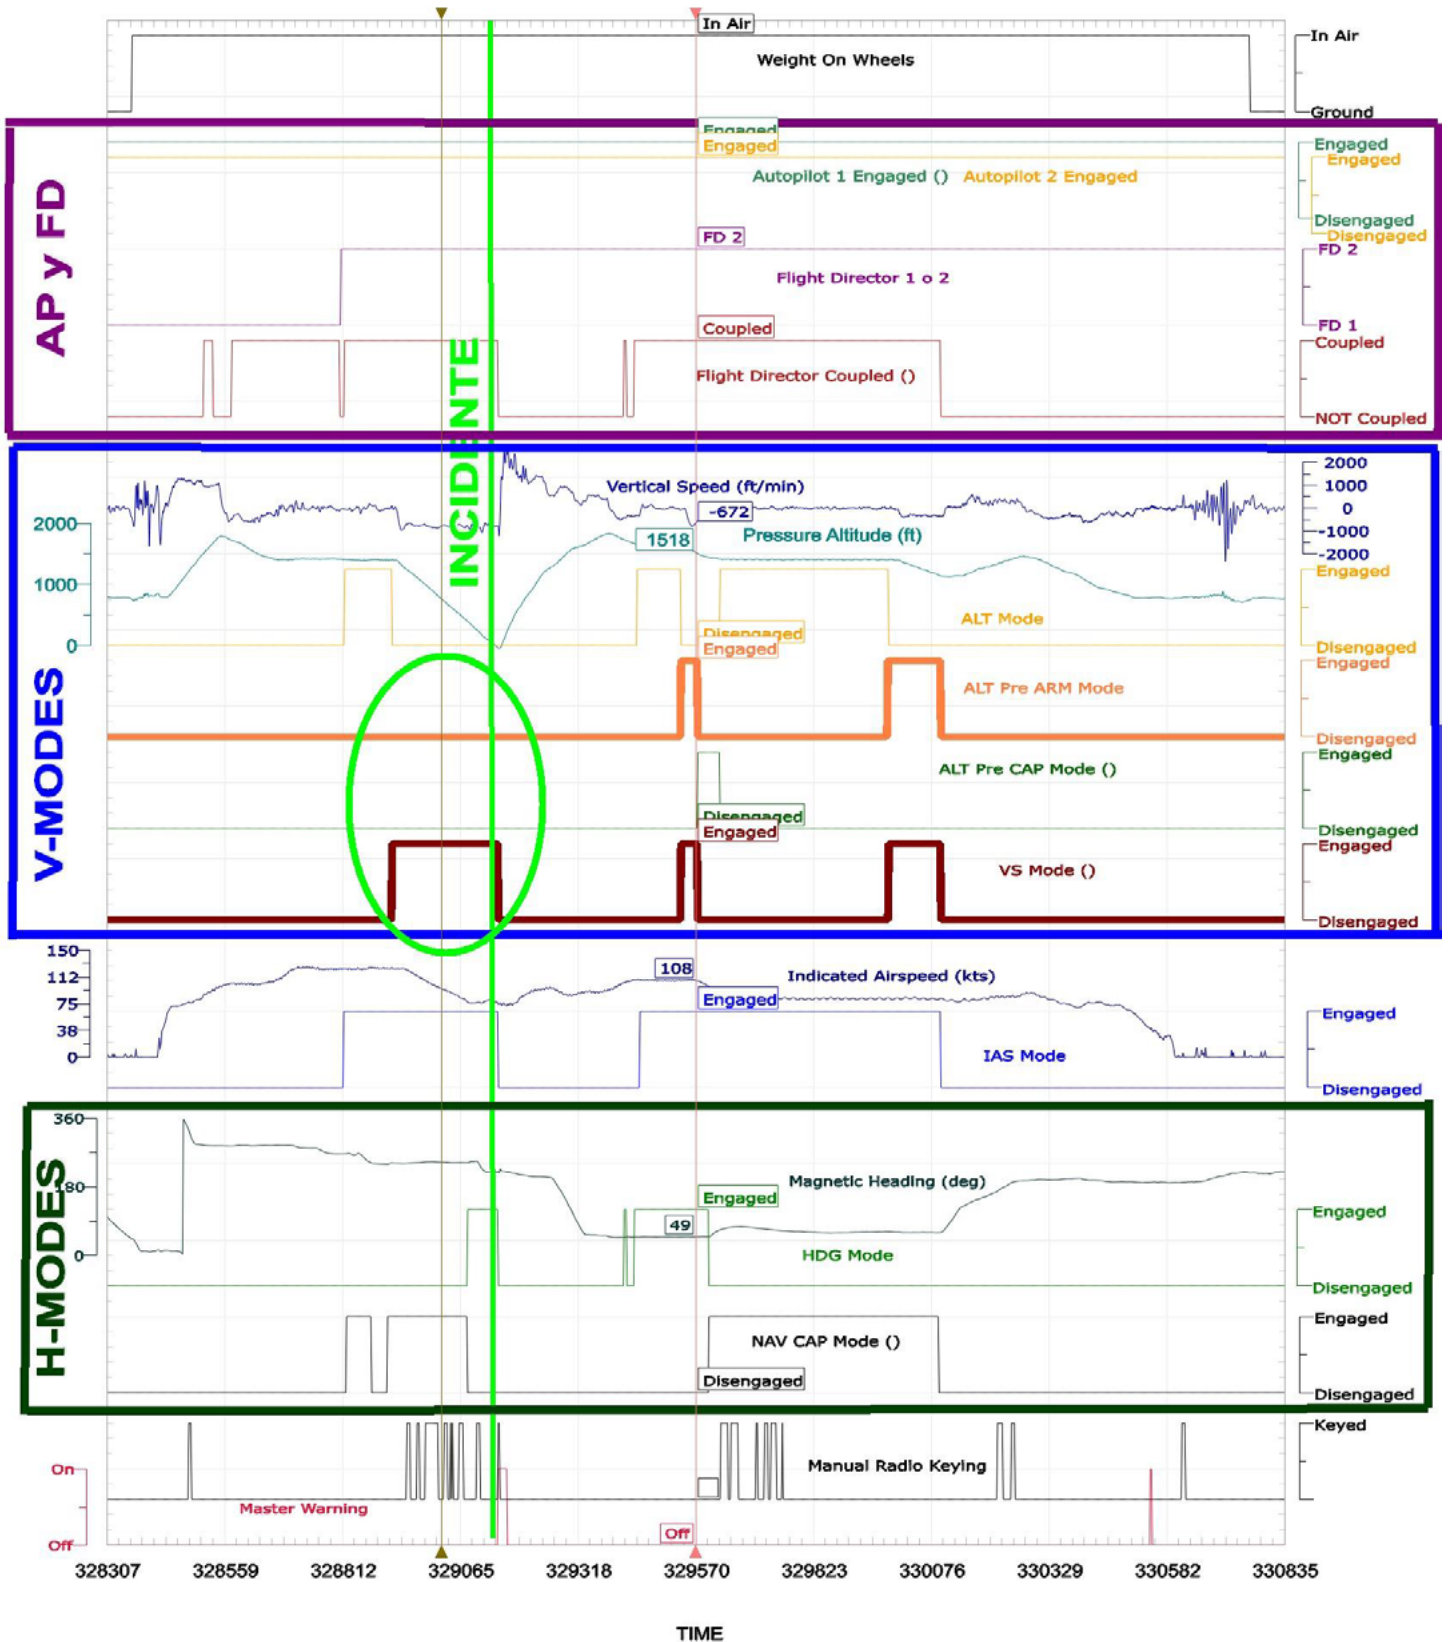 In Air
In Air
Weight On Wheels
Ground
AP y FD
Engaged
Engaged
Engaged
Engaged
Autopilot 1 Engaged () Autopilot 2 Engaged
Disengaged
Disengaged
FD 2
FD 2
Flight Director 1 o 2
FD 1
Coupled
Coupled
Flight Director Coupled ()
NOT Coupled
INCIDENTE
V-MODES
2000
1000
0
-1000
-2000
Vertical Speed (ft/min)
-672
2000
1000
0
1518
Pressure Altitude (ft)
Engaged
ALT Mode
Disengaged
Disengaged
Engaged
Engaged
ALT Pre ARM Mode
Disengaged
Engaged
ALT Pre CAP Mode ()
Disengaged
Disengaged
Engaged
Engaged
VS Mode ()
Disengaged
150
112
75
38
0
108
Indicated Airspeed (kts)
Engaged
Engaged
IAS Mode
Disengaged
H-MODES
360
180
0
Magnetic Heading (deg)
Engaged
49
Engaged
HDG Mode
Disengaged
Engaged
NAV CAP Mode ()
Disengaged
Disengaged
Keyed
Manual Radio Keying
On
Master Warning
Off
Off
328307 328559 328812 329065 329318 329570 329823 330076 330329 330582 330835
TIME